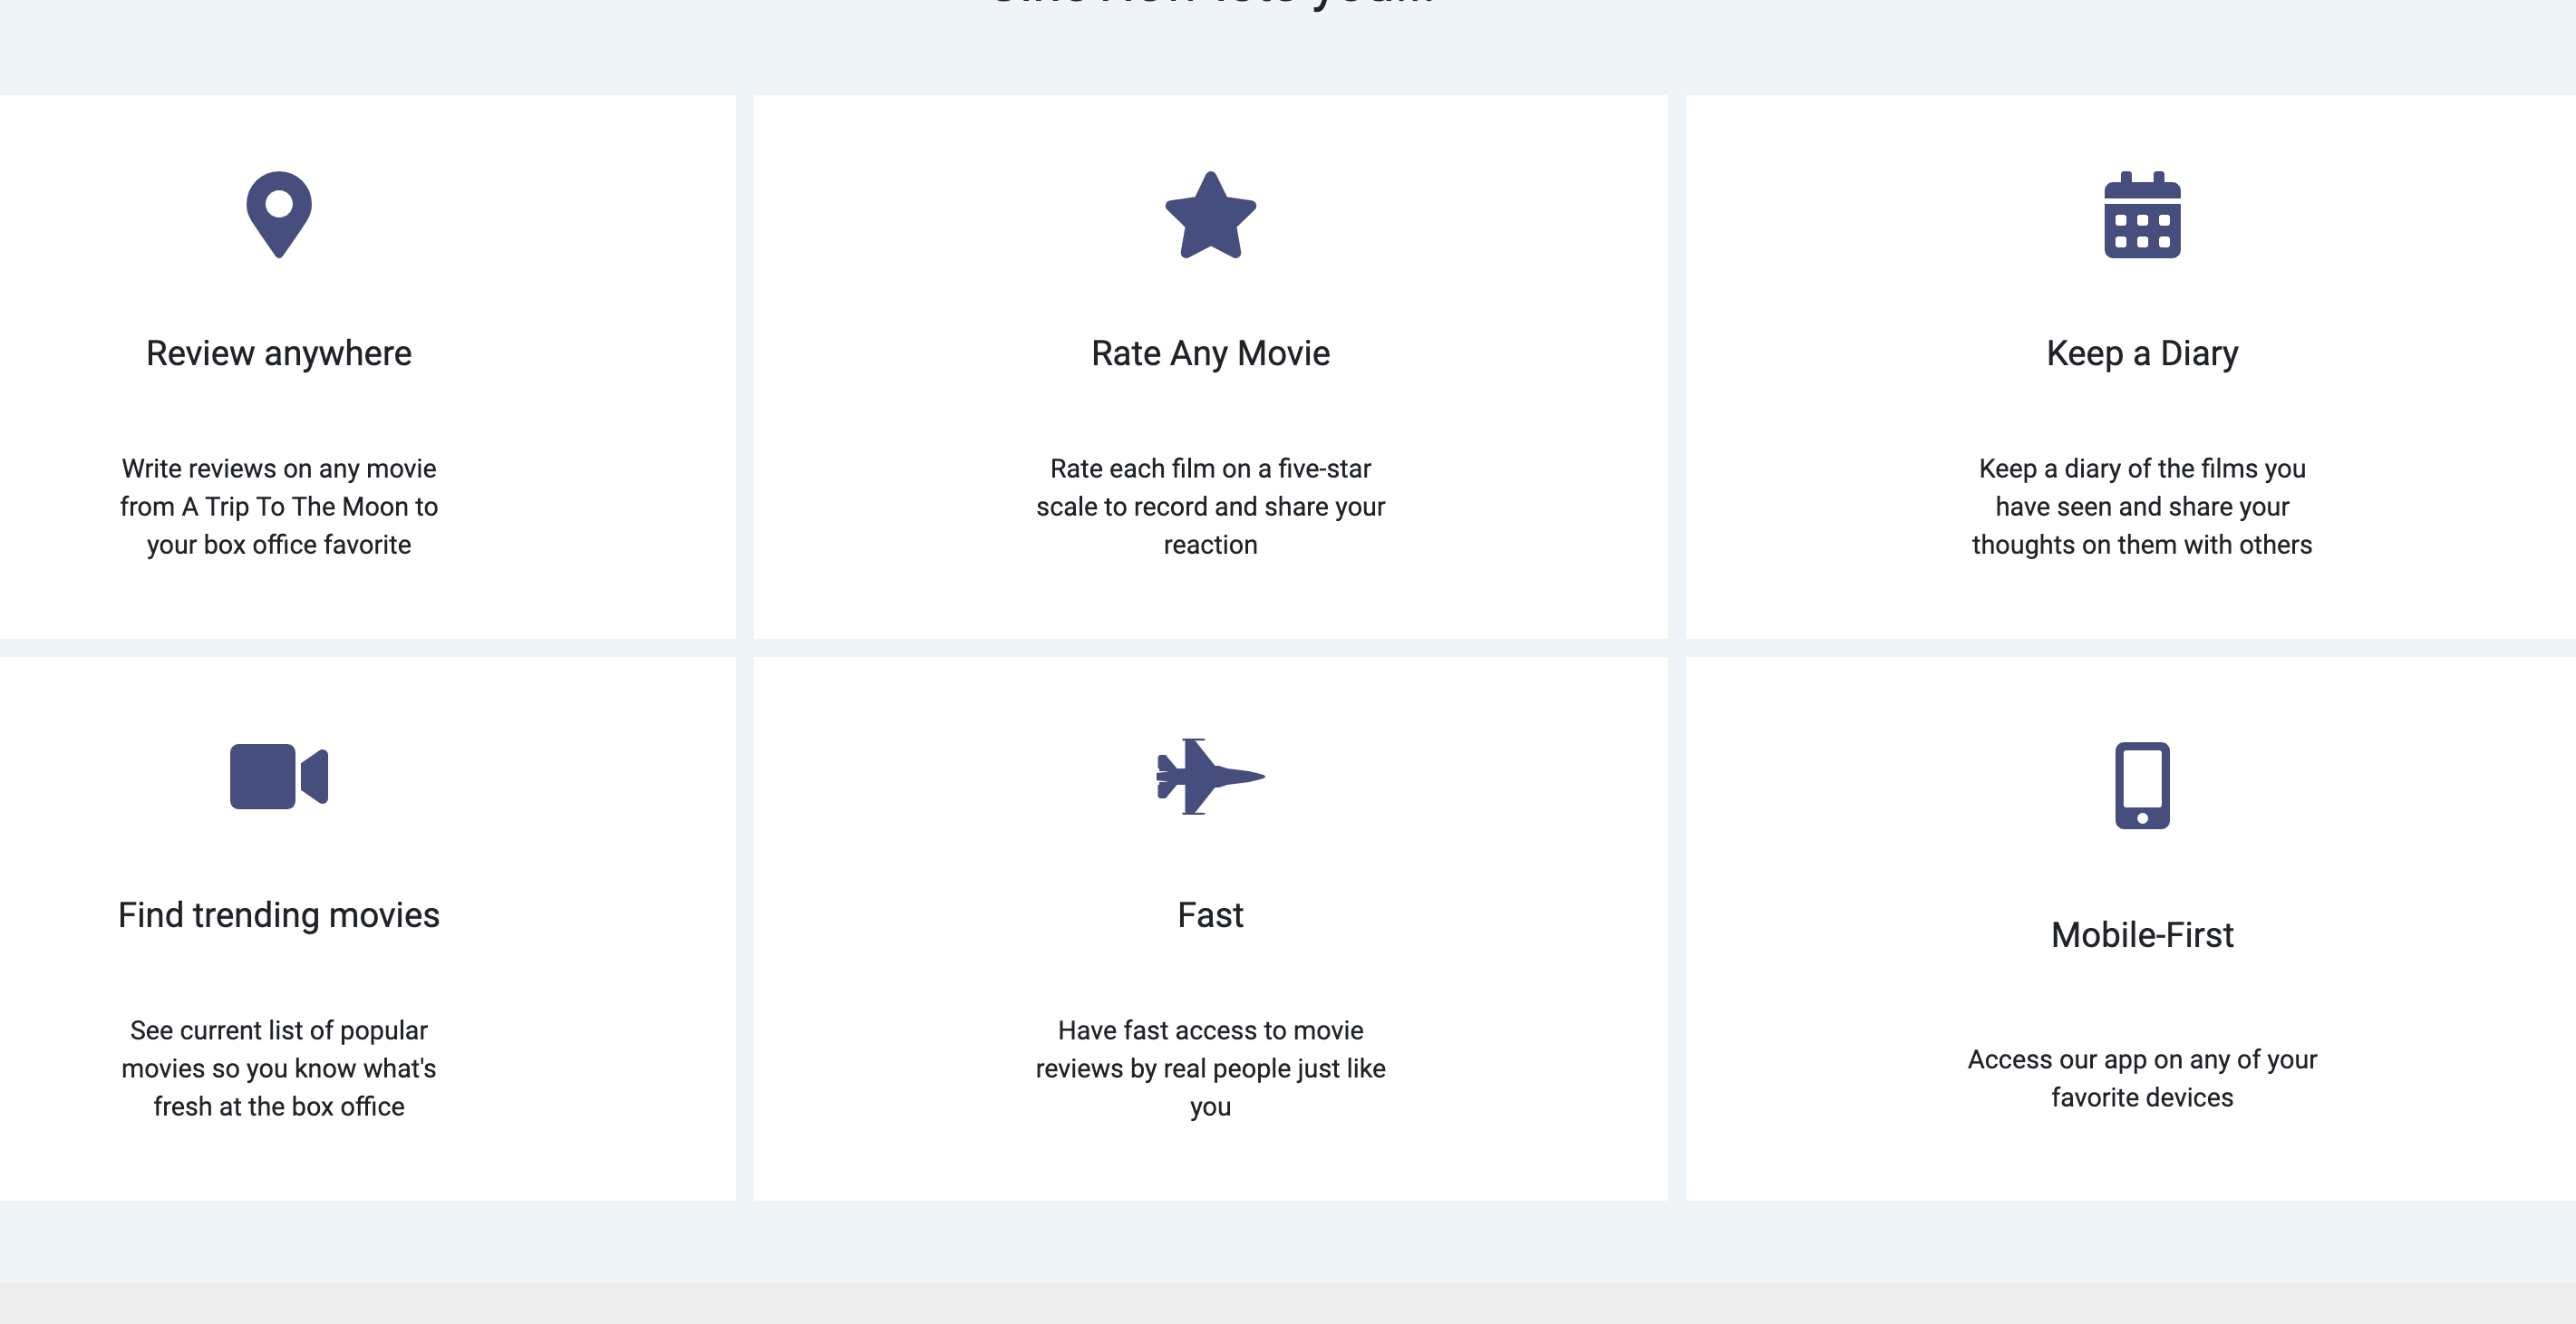 lets you...
Review anywhere
Write reviews on any movie
from A Trip To The Moon to
your box office favorite
Rate Any Movie
Rate each film on a five-star
scale to record and share your
reaction
Keep a Diary
Keep a diary of the films you
have seen and share your
thoughts on them with others
Find trending movies
See current list of popular
movies so you know what's
fresh at the box office
Fast
Have fast access to movie
reviews by real people just like
you
Mobile-First
Access our app on any of your
favorite devices